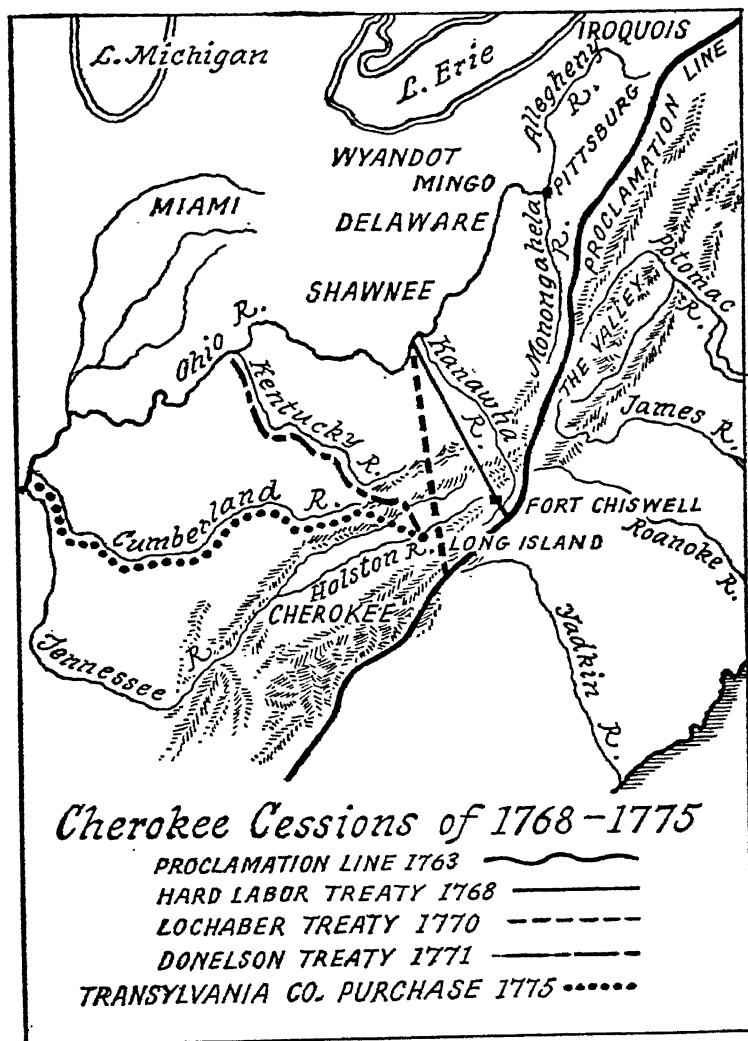 L. Michigan
L. Erie
IROQUOIS
Allegheny R.
PROCLAMATION LINE
PITTSBURG
WYANDOT
MINGO
MIAMI
DELAWARE
Monongahela R.
SHAWNEE
Potomac R.
THE VALLEY
Ohio R.
Kanawha R.
Kentucky R.
James R.
Cumberland R.
FORT CHISWELL
Roanoke R.
LONG ISLAND
Holston R.
CHEROKEE
Yadkin R.
Tennessee R.
Cherokee Cessions of 1768-1775
PROCLAMATION LINE 1763
HARD LABOR TREATY 1768
LOCHABER TREATY 1770
DONELSON TREATY 1771
TRANSYLVANIA CO. PURCHASE 1775